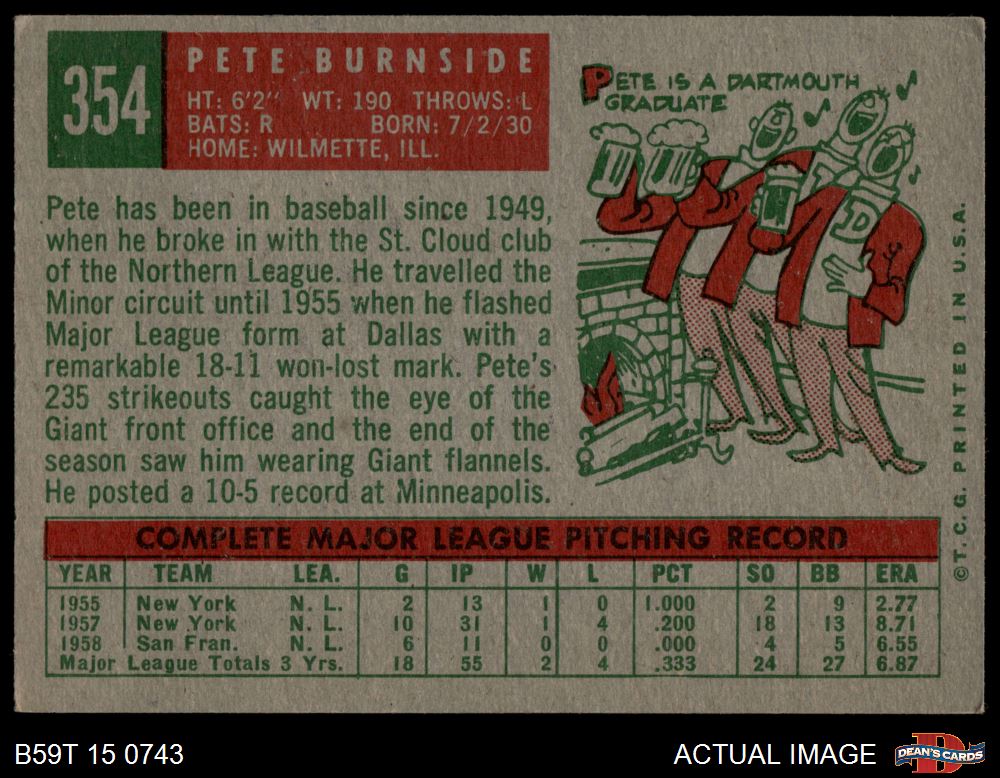 354
PETE BURNSIDE
HT: 6'2" WT: 190 THROWS: L
BATS: R BORN: 7/2/30
HOME: WILMETTE, ILL.
PETE IS A DARTMOUTH
GRADUATE
D
Pete has been in baseball since 1949,
when he broke in with the St. Cloud club
of the Northern League. He travelled the
Minor circuit until 1955 when he flashed
Major League form at Dallas with a
remarkable 18-11 won-lost mark. Pete's
235 strikeouts caught the eye of the
Giant front office and the end of the
season saw him wearing Giant flannels.
He posted a 10-5 record at Minneapolis.
COMPLETE MAJOR LEAGUE PITCHING RECORD
YEAR TEAM LEA. G IP W L PCT SO BB ERA
1955 New York N. L. 2 13 1 0 1.000 2 9 2.77
1957 New York N. L. 10 31 1 4 .200 18 13 8.71
1958 San Fran. N. L. 6 11 0 0 .000 4 5 6.55
Major League Totals 3 Yrs. 18 55 2 4 .333 24 27 6.87
©T.C.G. PRINTED IN U.S.A.
B59T 15 0743
ACTUAL IMAGE
DEAN'S CARDS